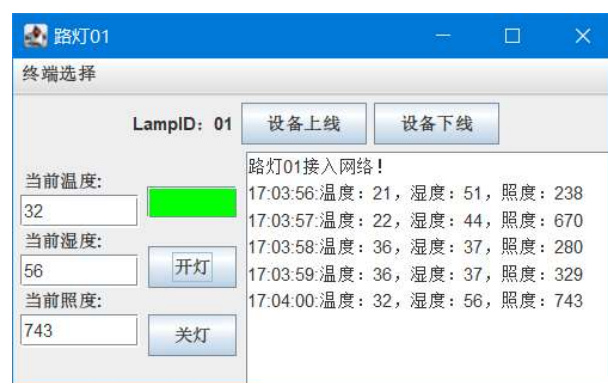 路灯01
终端选择
LampID：01 设备上线 设备下线
路灯01接入网络！
当前温度:
17:03:56:温度：21，湿度：51，照度：238
32
17:03:57:温度：22，湿度：44，照度：670
当前湿度:
17:03:58:温度：36，湿度：37，照度：280
56
开灯
17:03:59:温度：36，湿度：37，照度：329
当前照度:
17:04:00:温度：32，湿度：56，照度：743
743
关灯